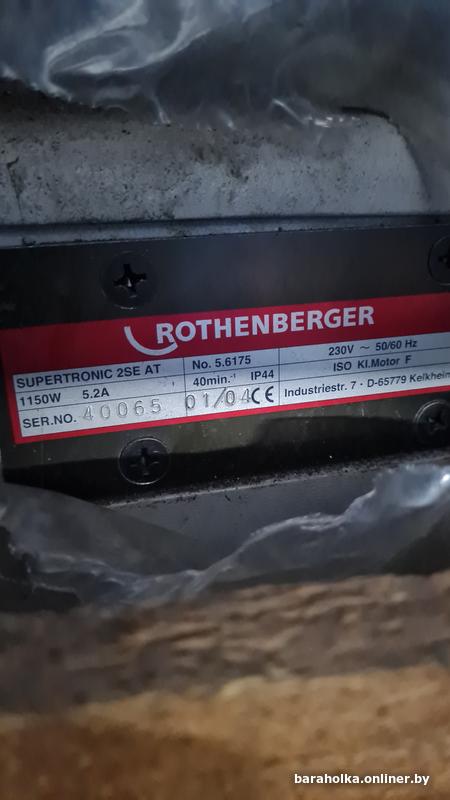 ROTHENBERGER
SUPERTRONIC 2SE AT No. 5.6175 230V ~ 50/60 Hz
1150W 5.2A 40min.⁻¹ IP44 ISO Kl.Motor F
SER.NO. 40065 01/04 CE Industriestr. 7 · D-65779 Kelkheim
baraholka.onliner.by